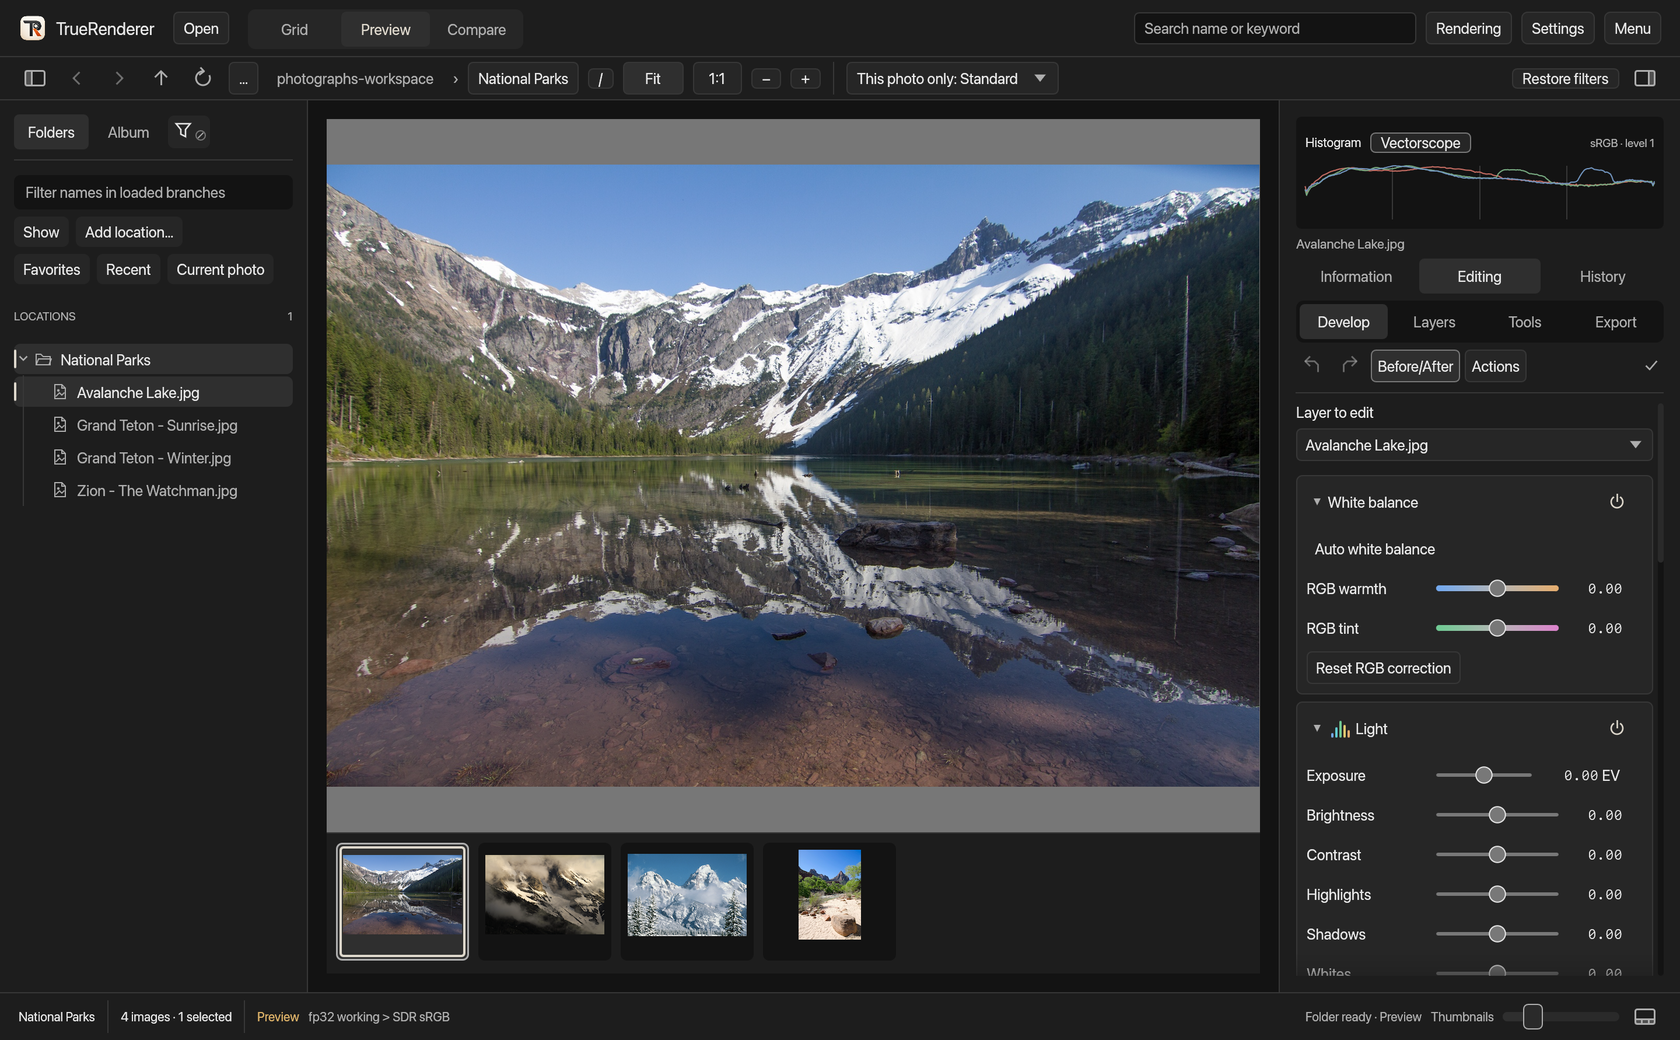 TrueRenderer Open Grid Preview Compare Search name or keyword Rendering Settings Menu
... photographs-workspace › National Parks / Fit 1:1 − + This photo only: Standard Restore filters
Folders Album
Filter names in loaded branches
Show Add location...
Favorites Recent Current photo
LOCATIONS 1
National Parks
Avalanche Lake.jpg
Grand Teton - Sunrise.jpg
Grand Teton - Winter.jpg
Zion - The Watchman.jpg
Histogram Vectorscope sRGB · level 1
Avalanche Lake.jpg
Information Editing History
Develop Layers Tools Export
Before/After Actions
Layer to edit
Avalanche Lake.jpg
White balance
Auto white balance
RGB warmth 0.00
RGB tint 0.00
Reset RGB correction
Light
Exposure 0.00 EV
Brightness 0.00
Contrast 0.00
Highlights 0.00
Shadows 0.00
Whites 0.00
National Parks 4 images · 1 selected Preview fp32 working > SDR sRGB Folder ready · Preview Thumbnails